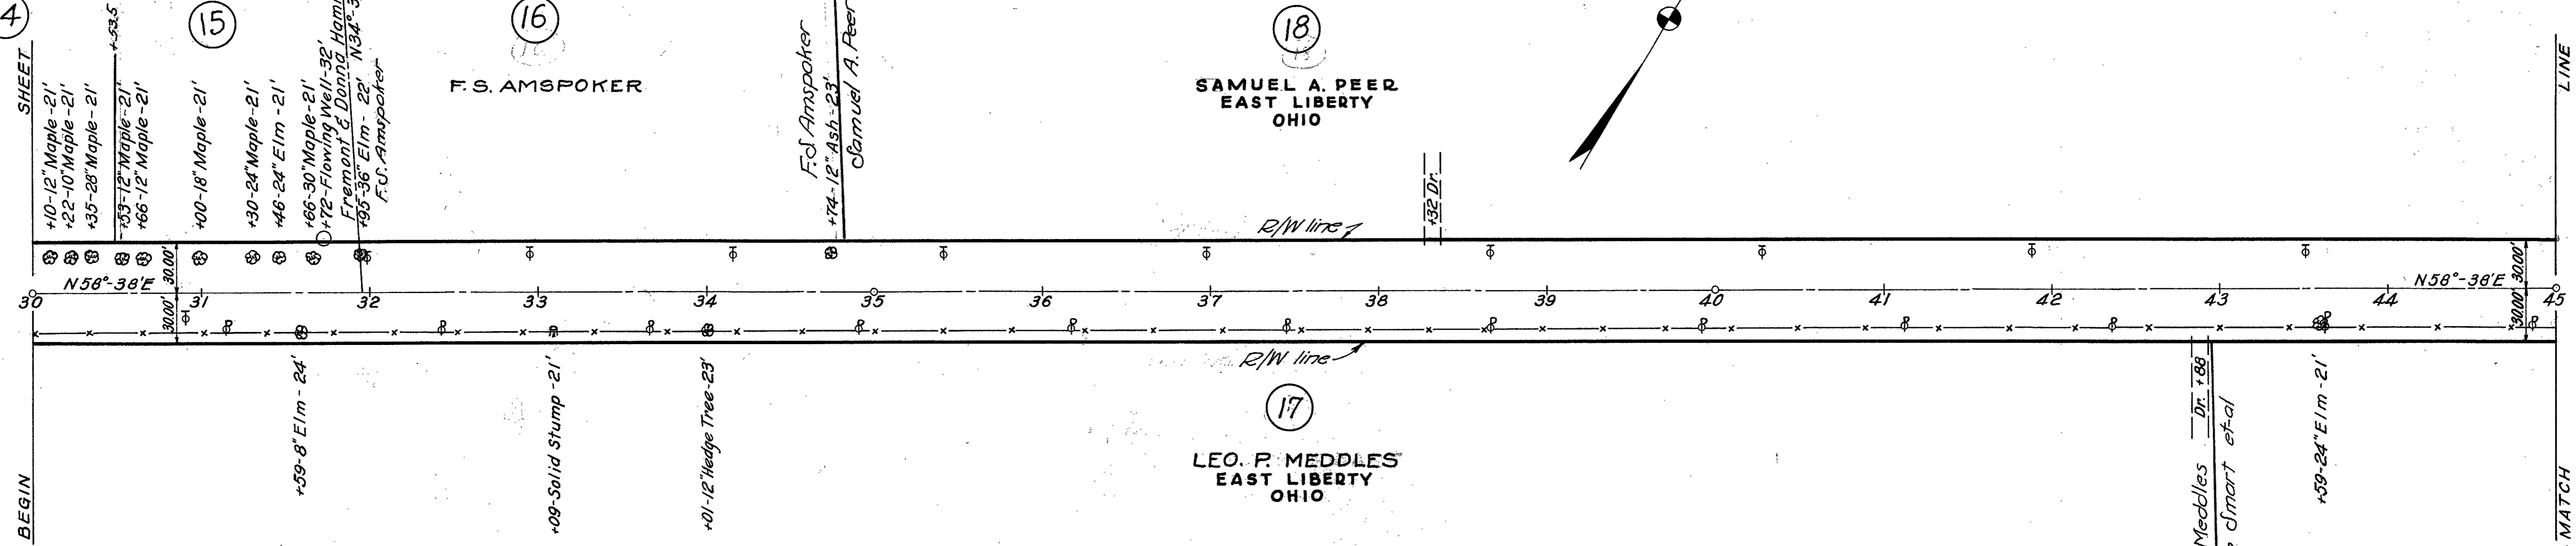 4
SHEET
+10-12"Maple-21'
+22-10"Maple-21'
+35-28"Maple-21'
+53.5
+53-12"Maple-21'
+66-12"Maple-21'
15
+00-18"Maple-21'
+30-24"Maple-21'
+46-24"Elm-21'
+66-30"Maple-21'
+72-Flowing Well-32'
Fremont & Donna
+95-36"Elm-22'
F.S. Amspoker
16
F. S. AMSPOKER
F.S Amspoker
+74-12"Ash-23'
Samuel A. Peer
18
SAMUEL A. PEER
EAST LIBERTY
OHIO
+32 Dr.
LINE
R/W line
30.00'
30.00'
N58°-38'E
N58°-38'E
30 31 32 33 34 35 36 37 38 39 40 41 42 43 44 45
30.00'
30.00'
R/W line
BEGIN
+59-8"Elm-24'
+09-Solid Stump-21'
+01-12"Hedge Tree-23'
17
LEO. P. MEDDLES
EAST LIBERTY
OHIO
Meddles
Dr. +88
Smart et-al
+59-24"Elm-21'
MATCH